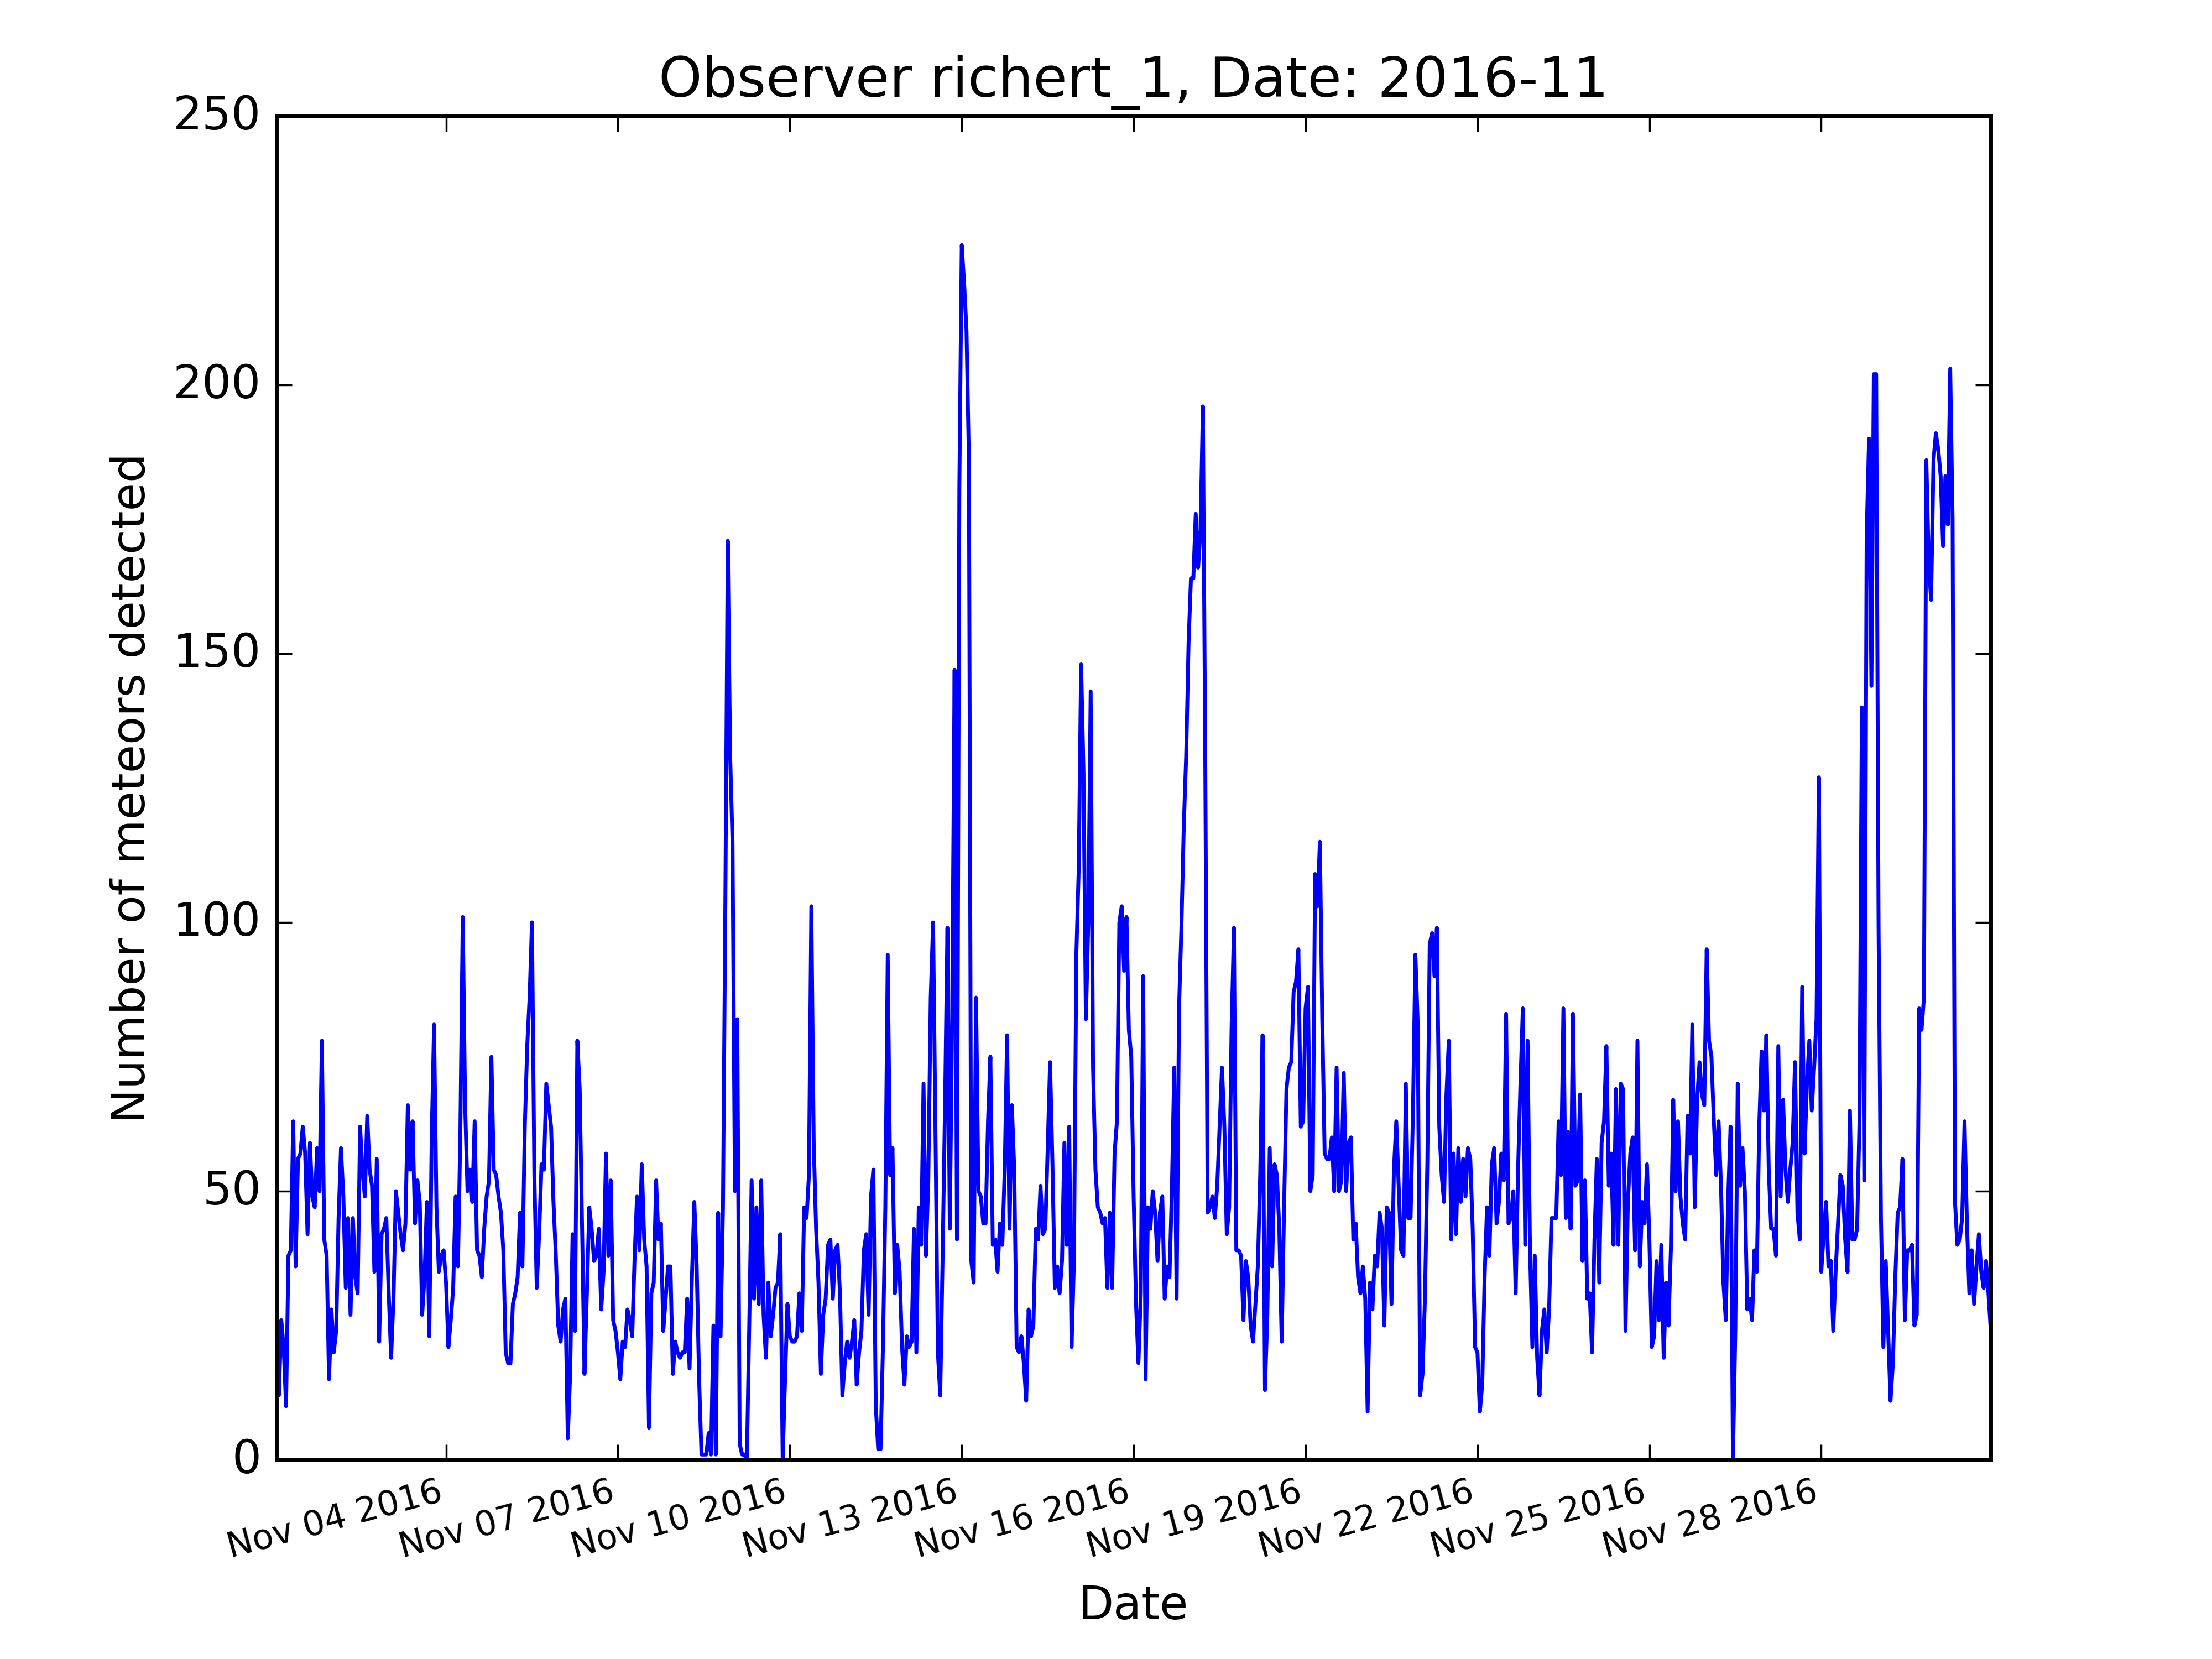 Observer richert_1, Date: 2016-11
250
200
150
100
50
0
Number of meteors detected
Nov 04 2016
Nov 07 2016
Nov 10 2016
Nov 13 2016
Nov 16 2016
Nov 19 2016
Nov 22 2016
Nov 25 2016
Nov 28 2016
Date